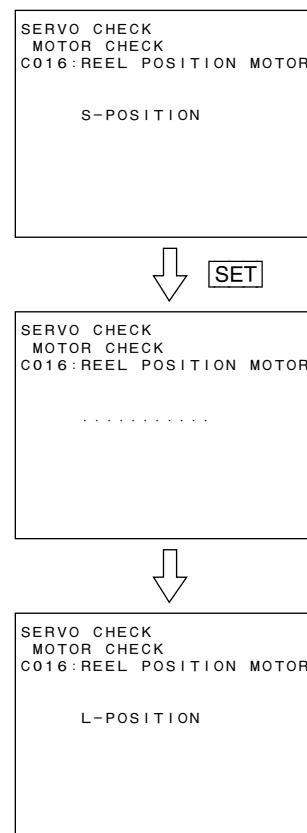 SERVO CHECK
MOTOR CHECK
C016:REEL POSITION MOTOR
S-POSITION
SET
SERVO CHECK
MOTOR CHECK
C016:REEL POSITION MOTOR
...........
SERVO CHECK
MOTOR CHECK
C016:REEL POSITION MOTOR
L-POSITION